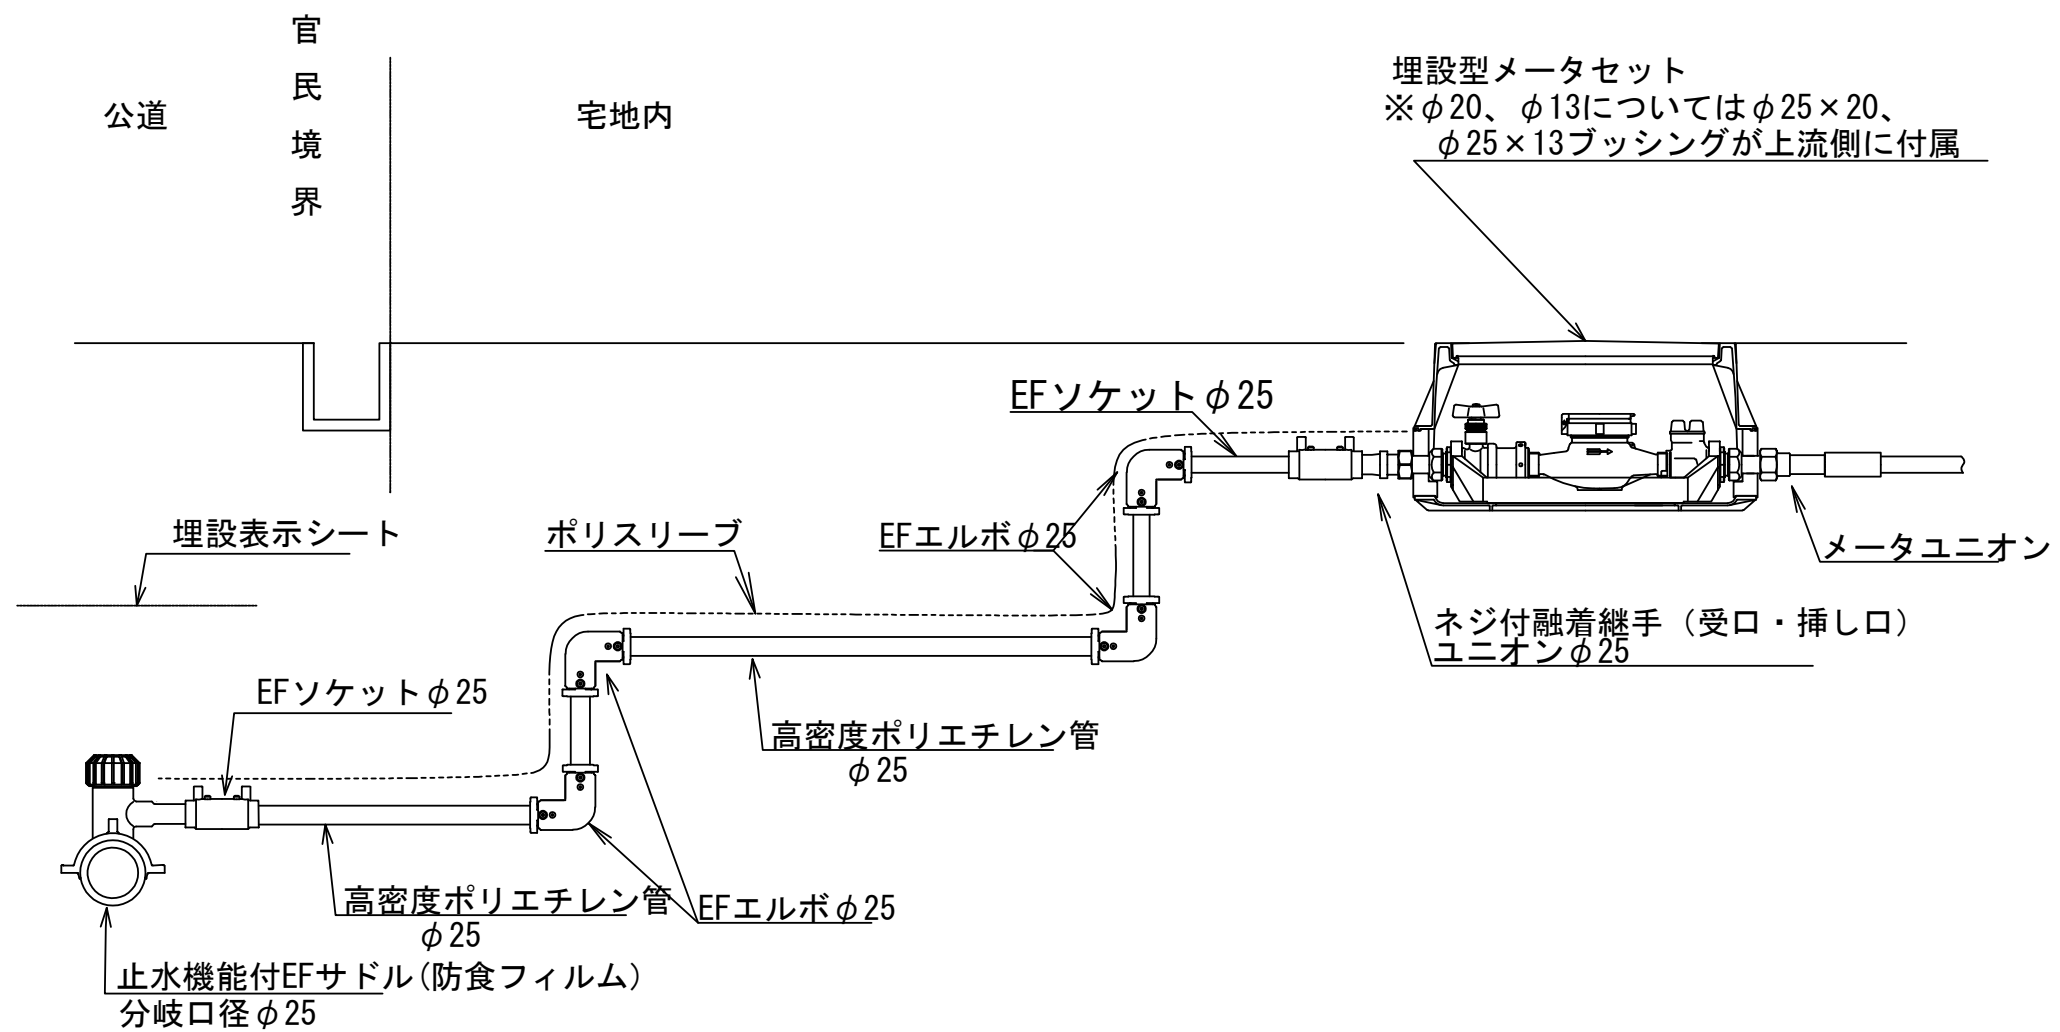 官民境界
公道
宅地内
埋設型メータセット
※φ20、φ13についてはφ25×20、
φ25×13ブッシングが上流側に付属
EFソケットφ25
埋設表示シート
ポリスリーブ
EFエルボφ25
メータユニオン
ネジ付融着継手（受口・挿し口）
ユニオンφ25
EFソケットφ25
高密度ポリエチレン管
φ25
高密度ポリエチレン管
φ25
EFエルボφ25
止水機能付EFサドル(防食フィルム)
分岐口径φ25